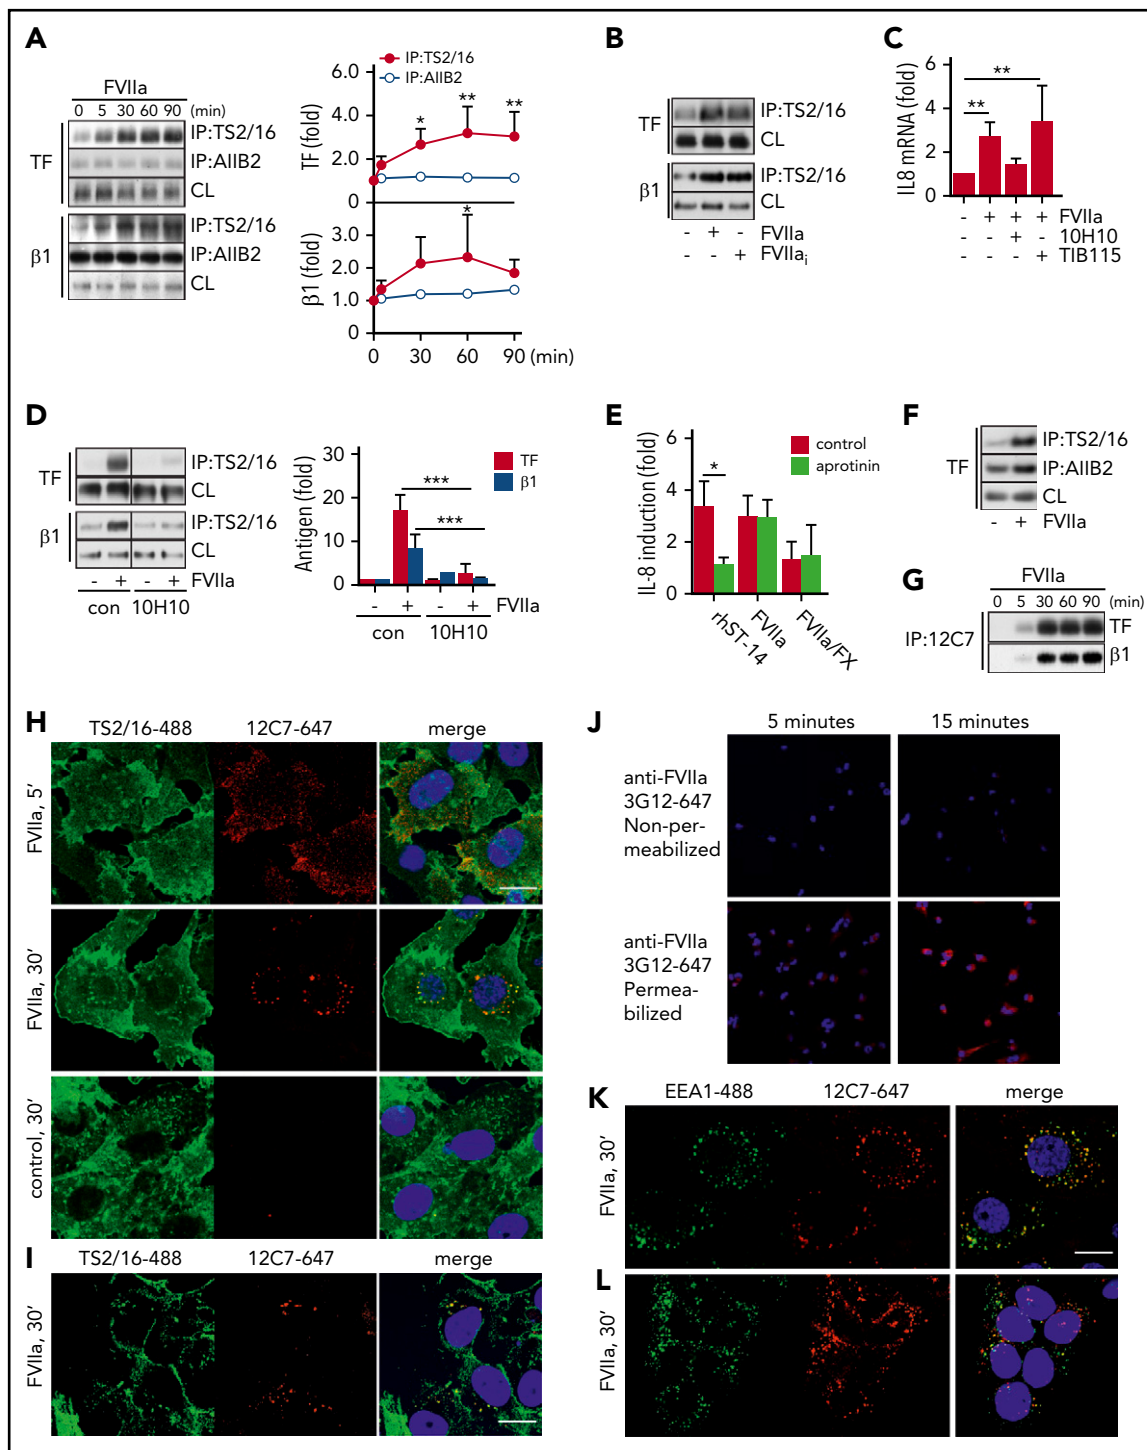 A
FVIIa
0 5 30 60 90 (min)
TF
IP:TS2/16
IP:AIIB2
CL
β1
IP:TS2/16
IP:AIIB2
CL
IP:TS2/16
IP:AIIB2
TF (fold)
6.0
4.0
2.0
0
*
**
**
β1 (fold)
3.0
2.0
1.0
0
*
0 30 60 90 (min)
B
TF
IP:TS2/16
CL
β1
IP:TS2/16
CL
- + - FVIIa
- - + FVIIai
C
IL8 mRNA (fold)
6
4
2
0
**
**
- + + + FVIIa
- - + - 10H10
- - - + TIB115
D
TF
IP:TS2/16
CL
β1
IP:TS2/16
CL
- + - + FVIIa
con 10H10
Antigen (fold)
30
20
10
0
TF
β1
***
***
- + - + FVIIa
con 10H10
E
IL-8 induction (fold)
6
4
2
0
control
aprotinin
*
rhST-14
FVIIa
FVIIa/FX
F
TF
IP:TS2/16
IP:AIIB2
CL
- + FVIIa
G
FVIIa
0 5 30 60 90 (min)
IP:12C7
TF
β1
H
TS2/16-488 12C7-647 merge
FVIIa, 5′
FVIIa, 30′
control, 30′
I
TS2/16-488 12C7-647 merge
FVIIa, 30′
J
5 minutes 15 minutes
anti-FVIIa
3G12-647
Non-per-
meabilized
anti-FVIIa
3G12-647
Permea-
bilized
K
EEA1-488 12C7-647 merge
FVIIa, 30′
L
FVIIa, 30′